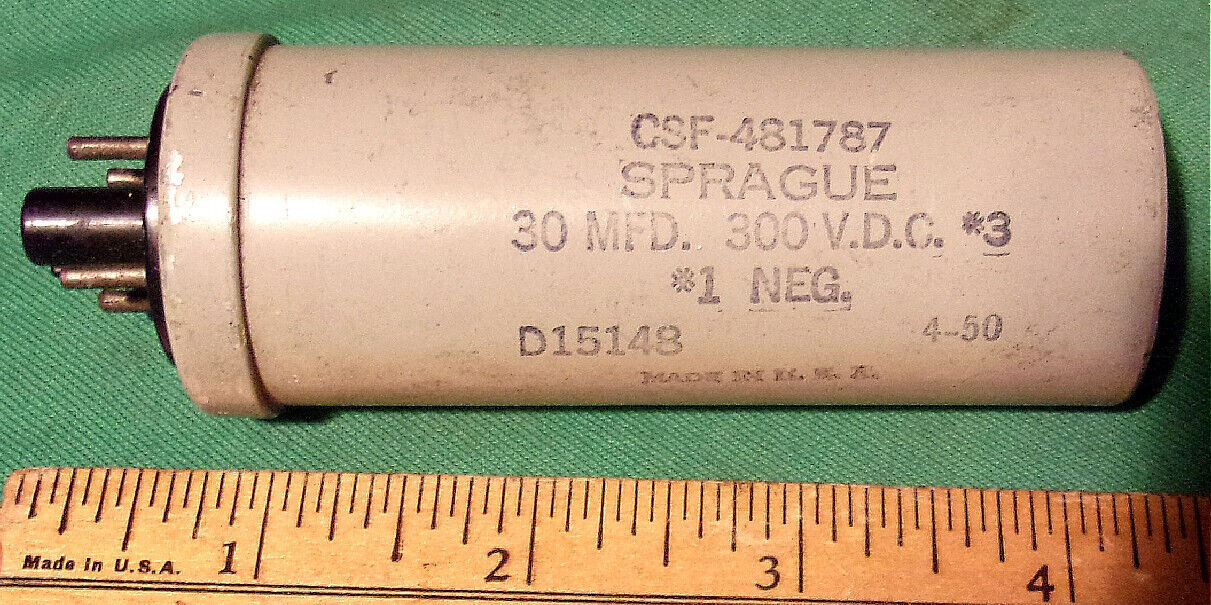 CSF-481787
SPRAGUE
30 MFD. 300 V.D.C. *3
*1 NEG.
D15148
4-50
MADE IN U. S. A.
1 2 3 4
Made in U.S.A.